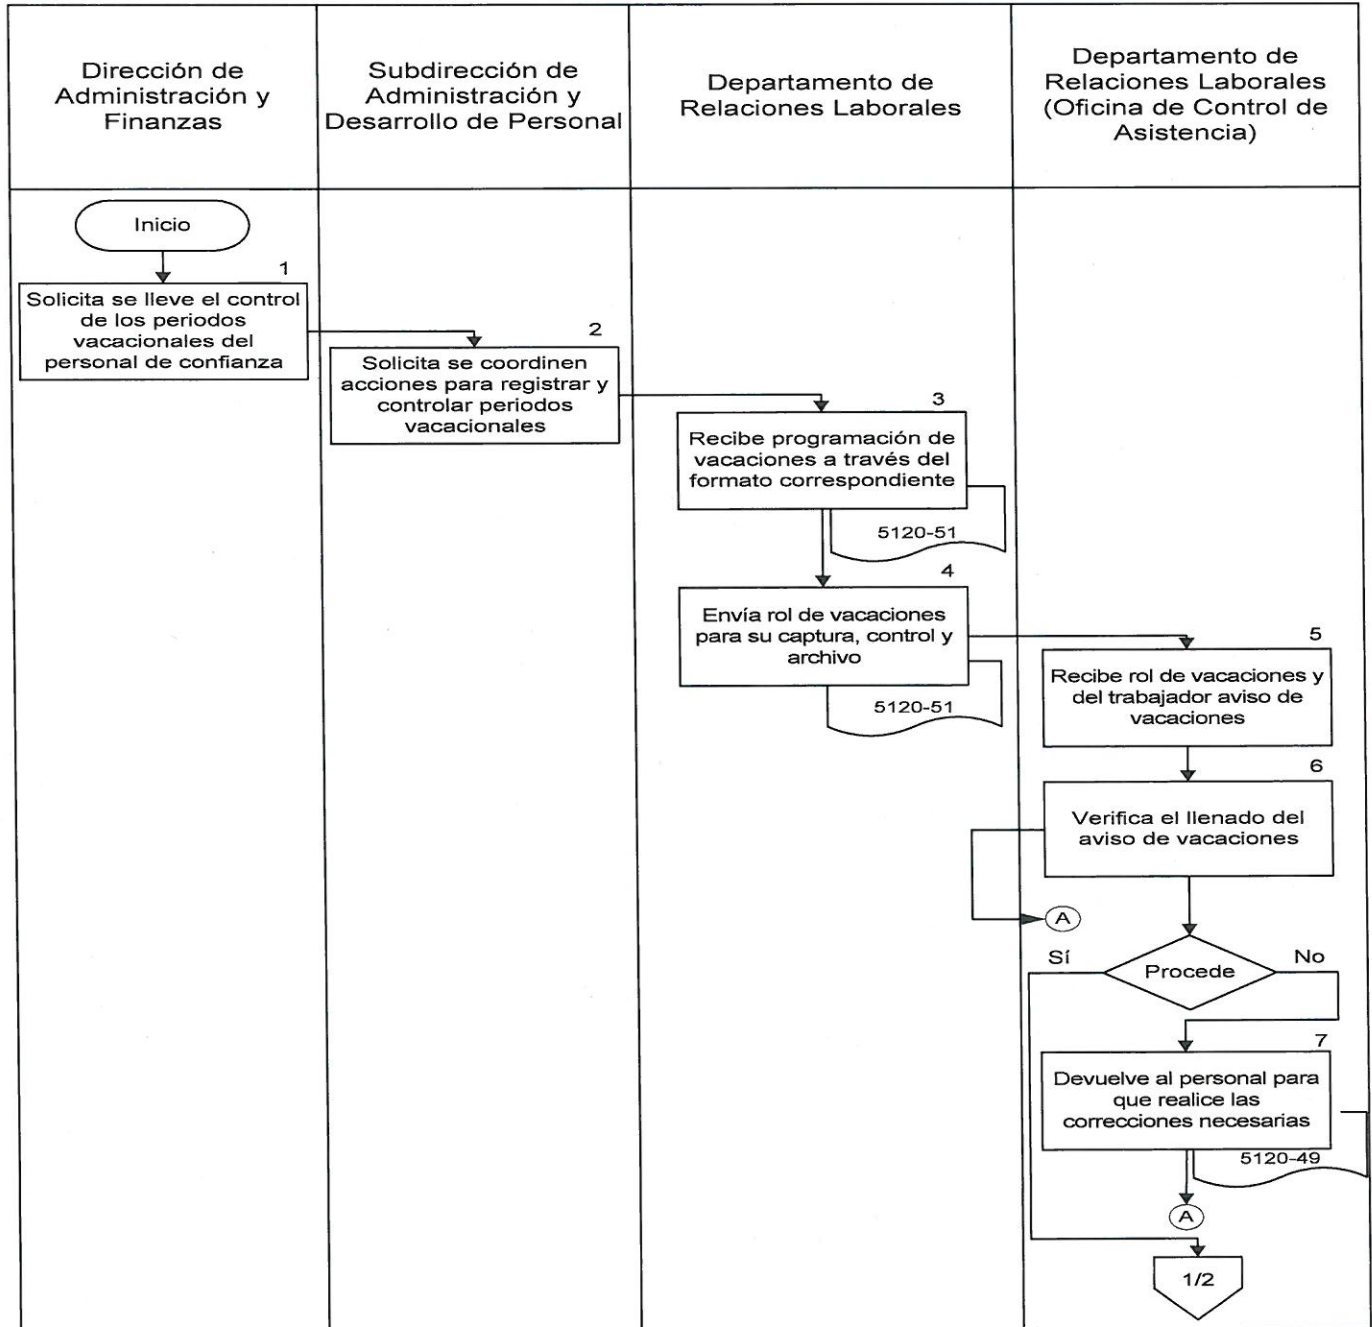 Dirección de
Administración y
Finanzas
Subdirección de
Administración y
Desarrollo de Personal
Departamento de
Relaciones Laborales
Departamento de
Relaciones Laborales
(Oficina de Control de
Asistencia)
Inicio
1
Solicita se lleve el control
de los periodos
vacacionales del
personal de confianza
2
Solicita se coordinen
acciones para registrar y
controlar periodos
vacacionales
3
Recibe programación de
vacaciones a través del
formato correspondiente
5120-51
4
Envía rol de vacaciones
para su captura, control y
archivo
5120-51
5
Recibe rol de vacaciones y
del trabajador aviso de
vacaciones
6
Verifica el llenado del
aviso de vacaciones
A
Sí
Procede
No
7
Devuelve al personal para
que realice las
correcciones necesarias
5120-49
A
1/2